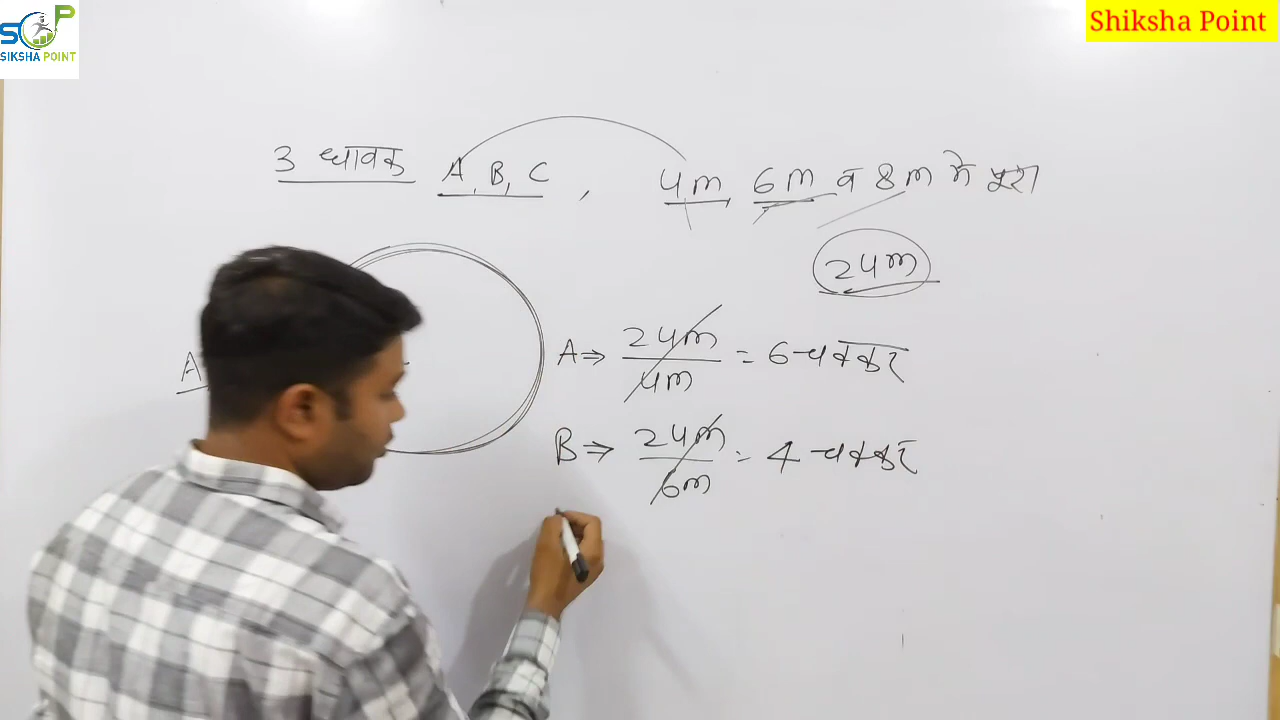 SCP
SIKSHA POINT
Shiksha Point
3 धावक A, B, C , 4m 6m व 8m मे पूरा
24m
A
A ⇒ 24m / 4m = 6 चक्कर
B ⇒ 24m / 6m = 4 चक्कर